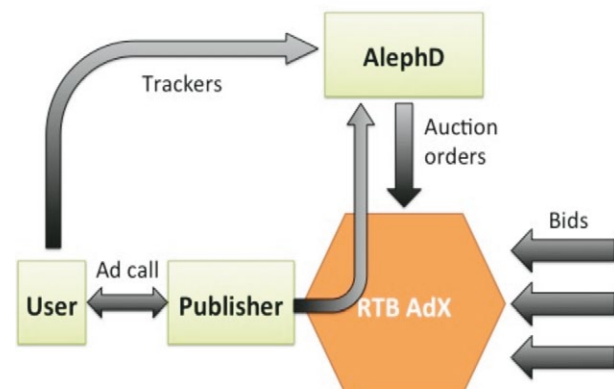 AlephD
Trackers
Auction
orders
Bids
Ad call
User
Publisher
RTB AdX